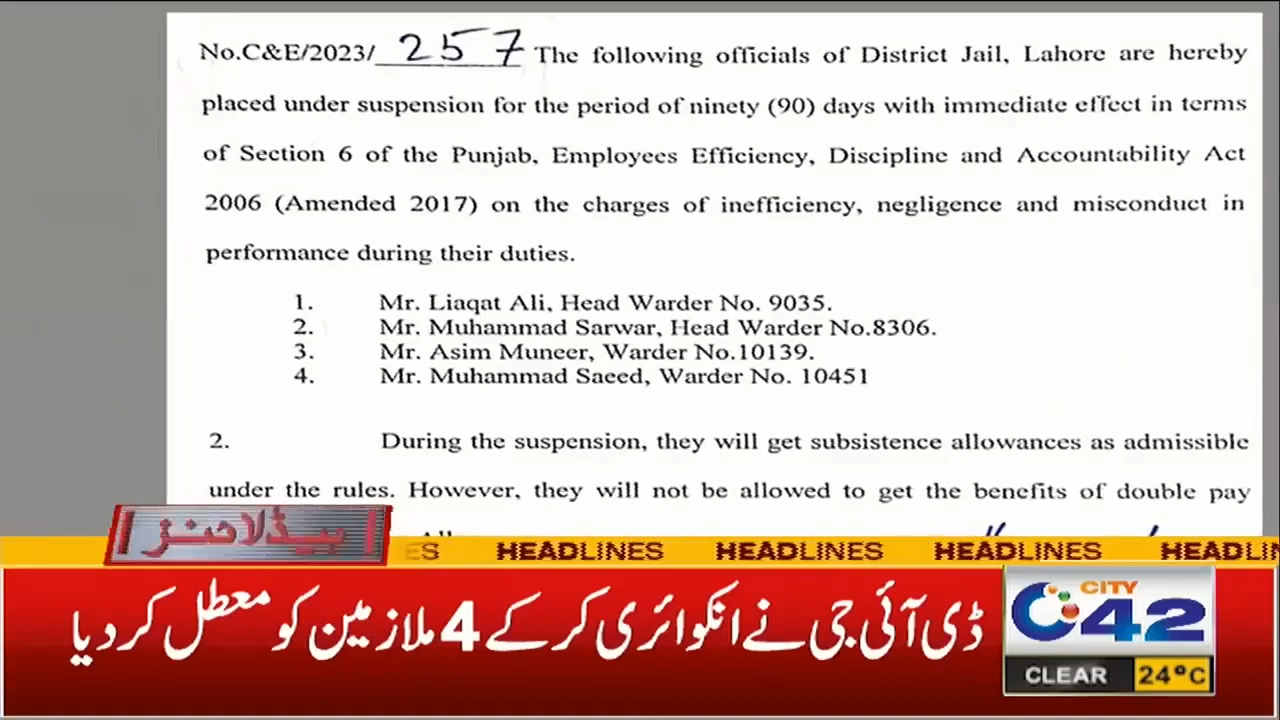 No.C&E/2023/ 257 The following officials of District Jail, Lahore are hereby
placed under suspension for the period of ninety (90) days with immediate effect in terms
of Section 6 of the Punjab, Employees Efficiency, Discipline and Accountability Act
2006 (Amended 2017) on the charges of inefficiency, negligence and misconduct in
performance during their duties.
1. Mr. Liaqat Ali, Head Warder No. 9035.
2. Mr. Muhammad Sarwar, Head Warder No.8306.
3. Mr. Asim Muneer, Warder No.10139.
4. Mr. Muhammad Saeed, Warder No. 10451
2. During the suspension, they will get subsistence allowances as admissible
under the rules. However, they will not be allowed to get the benefits of double pay
ہیڈلائنز
ES HEADLINES HEADLINES HEADLINES HEADLIN
ڈی آئی جی نے انکوائری کر کے 4 ملازمین کو معطل کر دیا
CITY
42
CLEAR 24°C